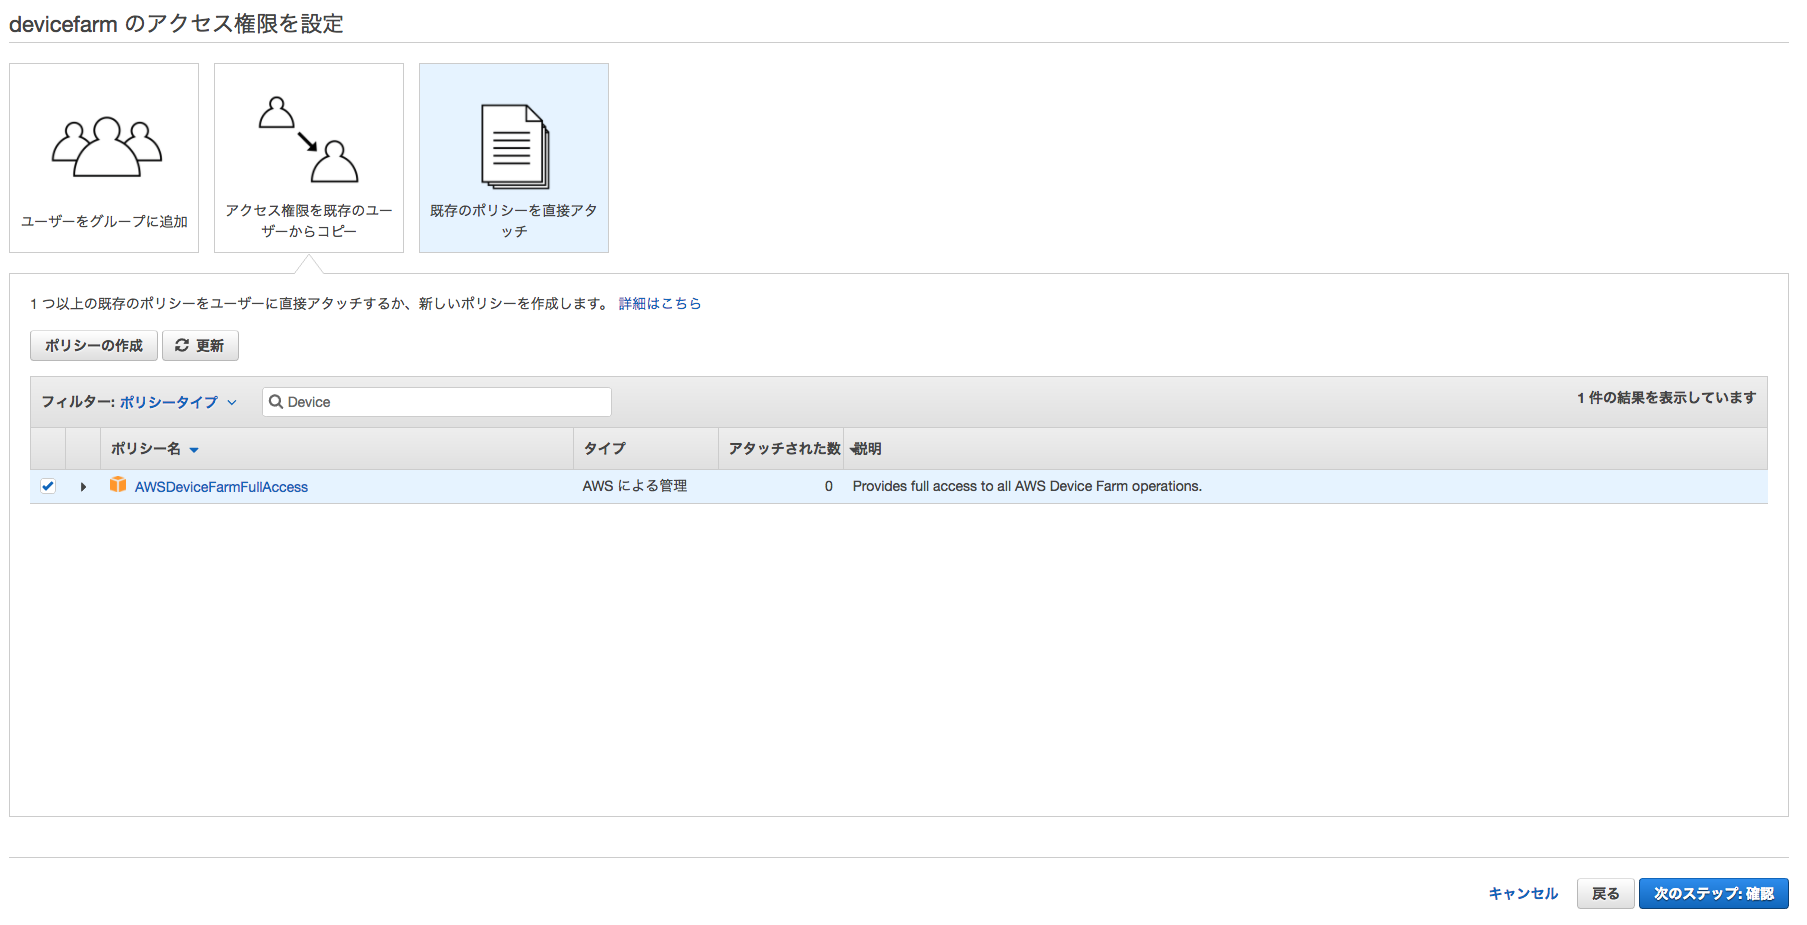 devicefarm のアクセス権限を設定
ユーザーをグループに追加
アクセス権限を既存のユー
ザーからコピー
既存のポリシーを直接アタ
ッチ
1 つ以上の既存のポリシーをユーザーに直接アタッチするか、新しいポリシーを作成します。 詳細はこちら
ポリシーの作成 更新
フィルター: ポリシータイプ Device 1 件の結果を表示しています
ポリシー名 タイプ アタッチされた数 説明
AWSDeviceFarmFullAccess AWS による管理 0 Provides full access to all AWS Device Farm operations.
キャンセル 戻る 次のステップ: 確認